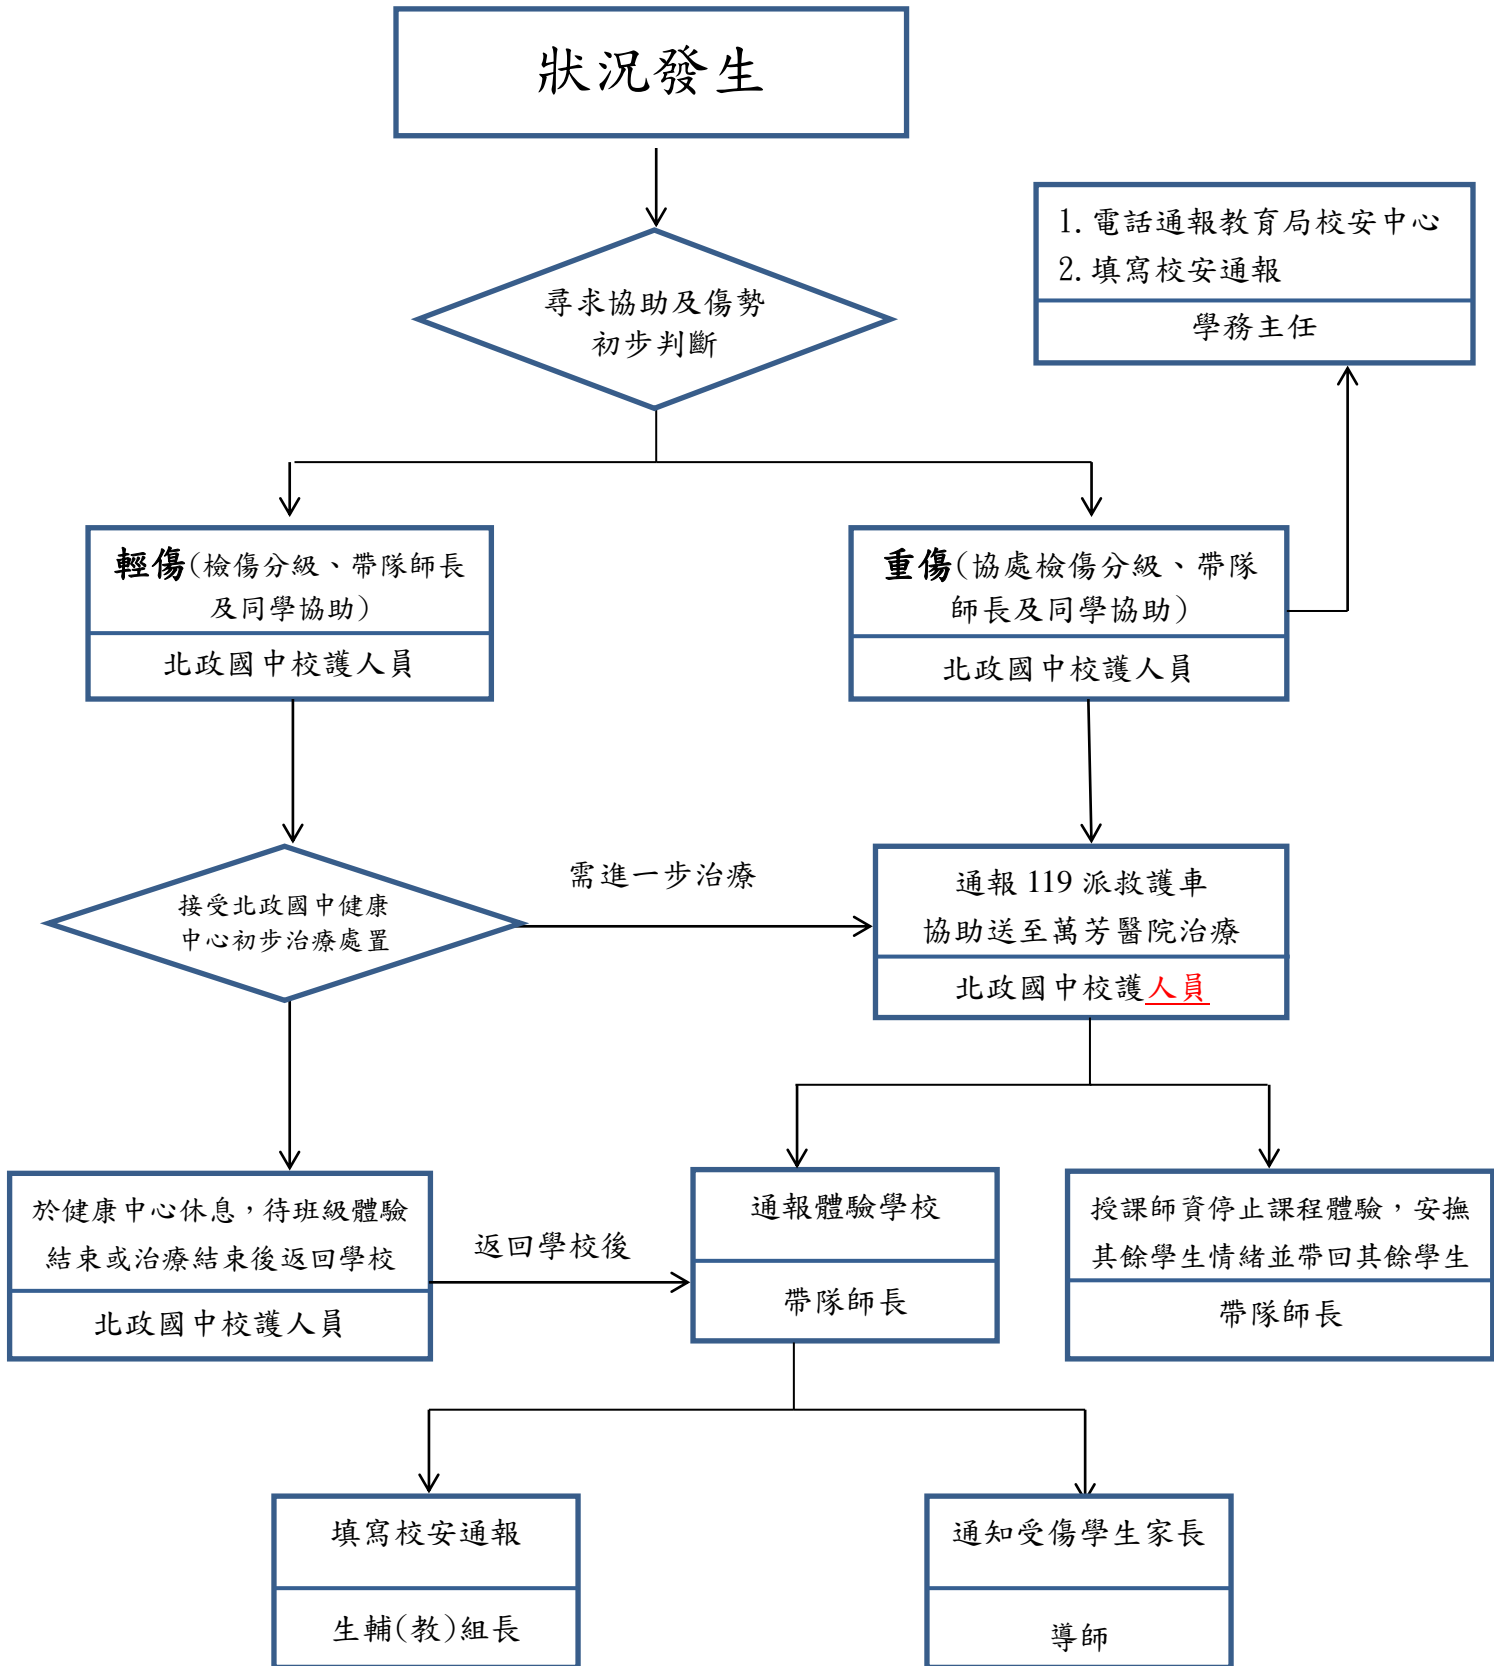 狀況發生
1. 電話通報教育局校安中心
2. 填寫校安通報
學務主任
尋求協助及傷勢
初步判斷
輕傷(檢傷分級、帶隊師長
及同學協助)
北政國中校護人員
重傷(協處檢傷分級、帶隊
師長及同學協助)
北政國中校護人員
接受北政國中健康
中心初步治療處置
需進一步治療
通報 119 派救護車
協助送至萬芳醫院治療
北政國中校護人員
於健康中心休息，待班級體驗
結束或治療結束後返回學校
北政國中校護人員
返回學校後
通報體驗學校
帶隊師長
授課師資停止課程體驗，安撫
其餘學生情緒並帶回其餘學生
帶隊師長
填寫校安通報
生輔(教)組長
通知受傷學生家長
導師